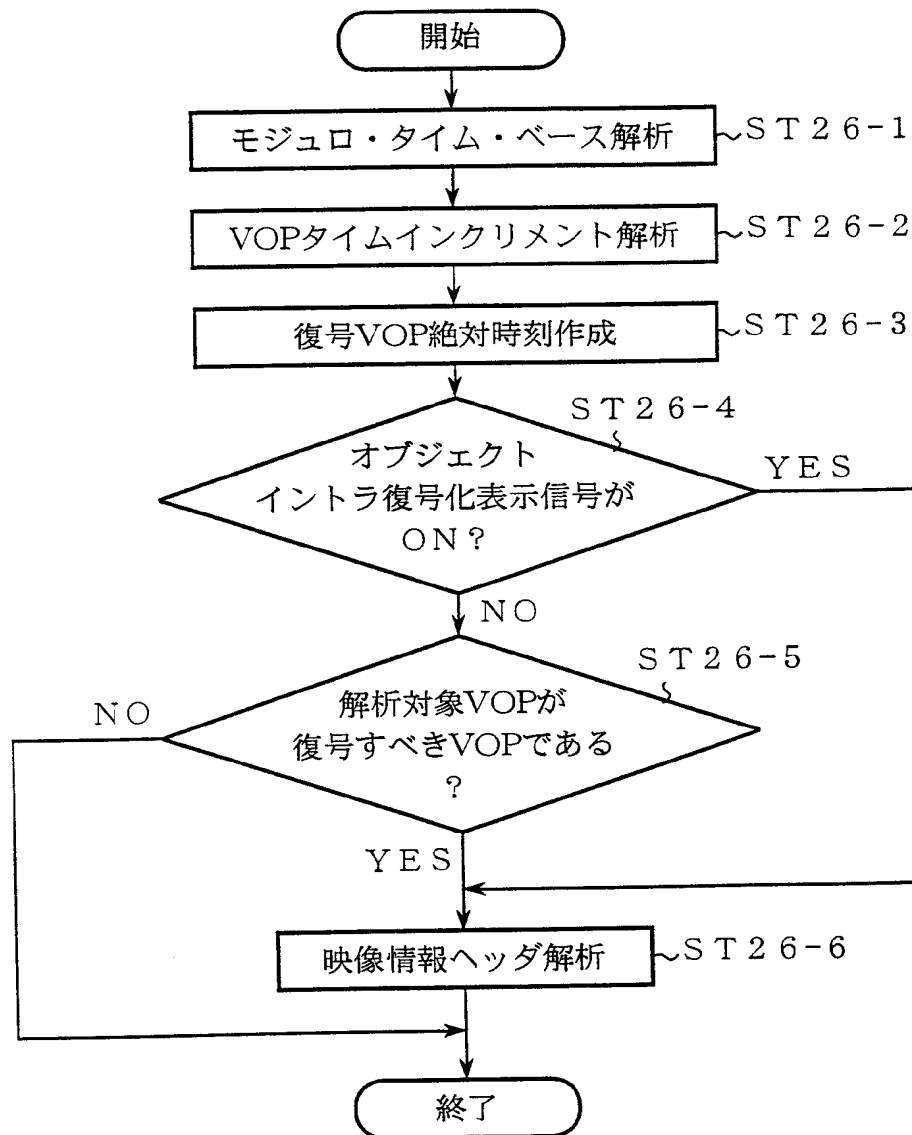 開始
モジュロ・タイム・ベース解析
ST26-1
VOPタイムインクリメント解析
ST26-2
復号VOP絶対時刻作成
ST26-3
ST26-4
オブジェクト
イントラ復号化表示信号が
ON?
YES
NO
ST26-5
解析対象VOPが
復号すべきVOPである
?
NO
YES
映像情報ヘッダ解析
ST26-6
終了